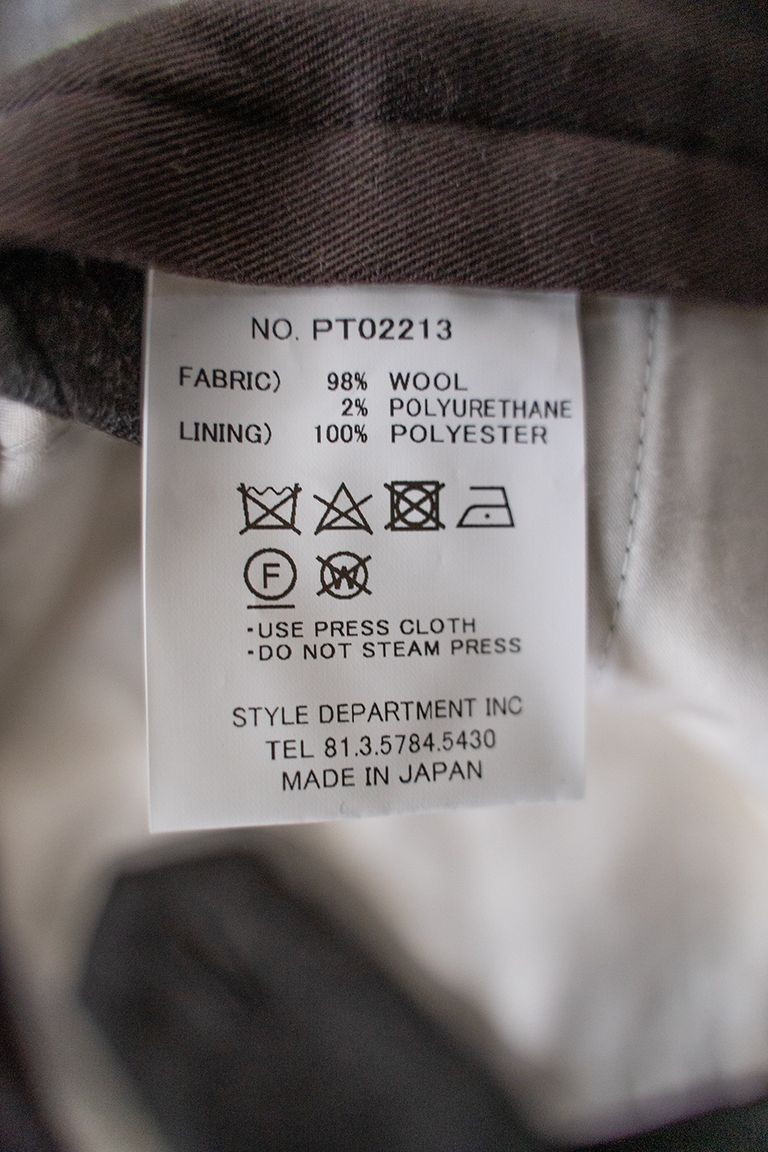 NO. PT02213
FABRIC) 98% WOOL
2% POLYURETHANE
LINING) 100% POLYESTER
F W
-USE PRESS CLOTH
-DO NOT STEAM PRESS
STYLE DEPARTMENT INC
TEL 81.3.5784.5430
MADE IN JAPAN